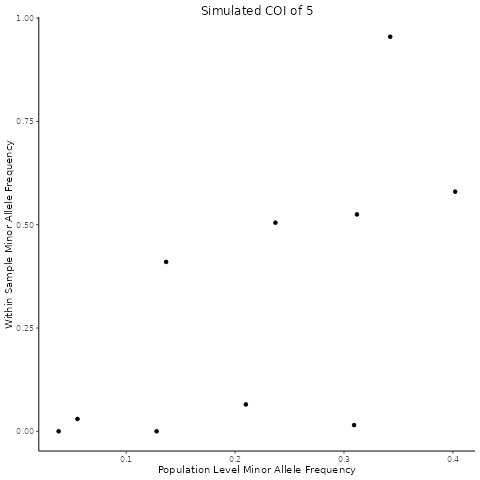 Simulated COI of 5
Within Sample Minor Allele Frequency
1.00
0.75
0.50
0.25
0.00
0.1 0.2 0.3 0.4
Population Level Minor Allele Frequency